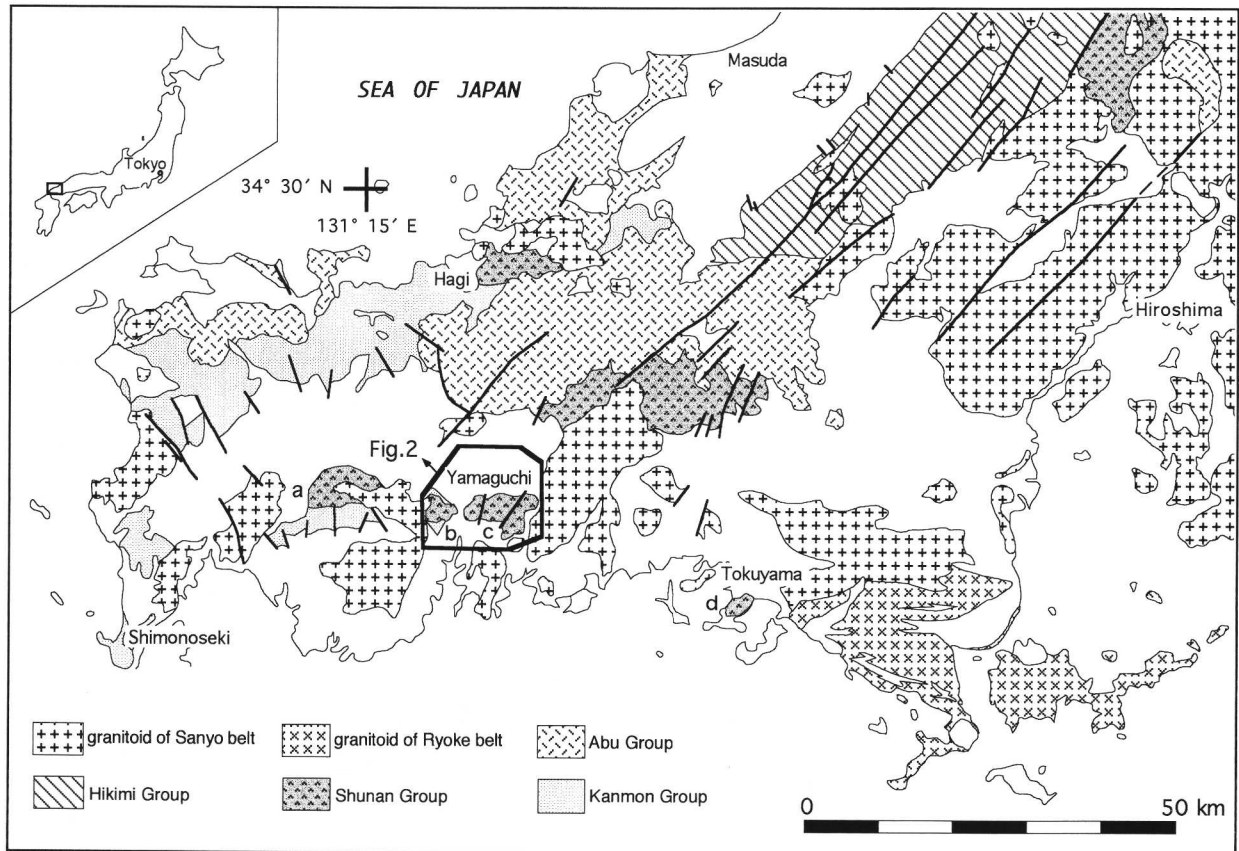 Masuda
SEA OF JAPAN
Tokyo
34° 30′ N
131° 15′ E
Hagi
Hiroshima
Fig.2
Yamaguchi
a
b
c
Tokuyama
d
Shimonoseki
granitoid of Sanyo belt
granitoid of Ryoke belt
Abu Group
Hikimi Group
Shunan Group
Kanmon Group
0
50 km